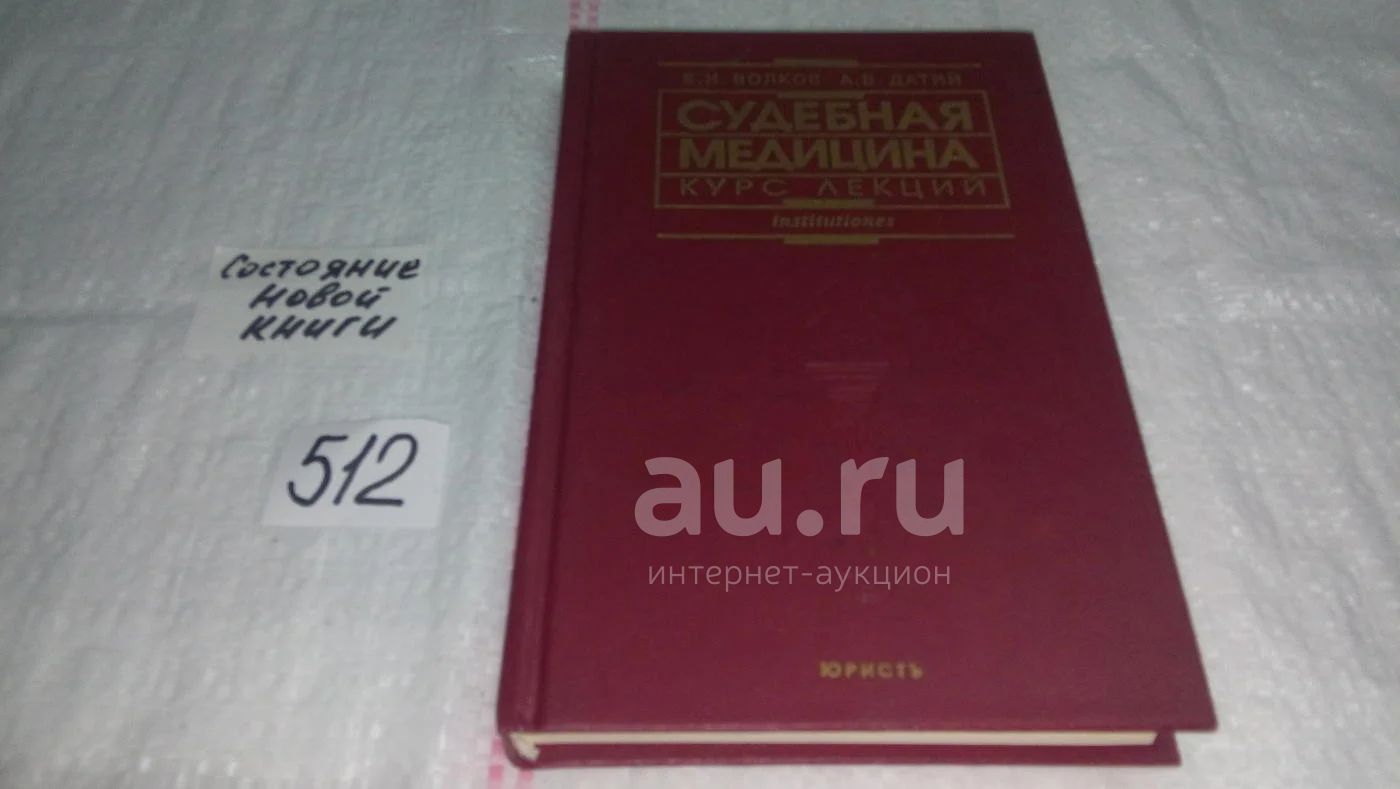 В.Н ВОЛКОВ А.В ДАТИЙ
СУДЕБНАЯ
МЕДИЦИНА
КУРС ЛЕКЦИЙ
institutiones
Состояние
новой
книги
512
au.ru
интернет-аукцион
ЮРИСТЪ